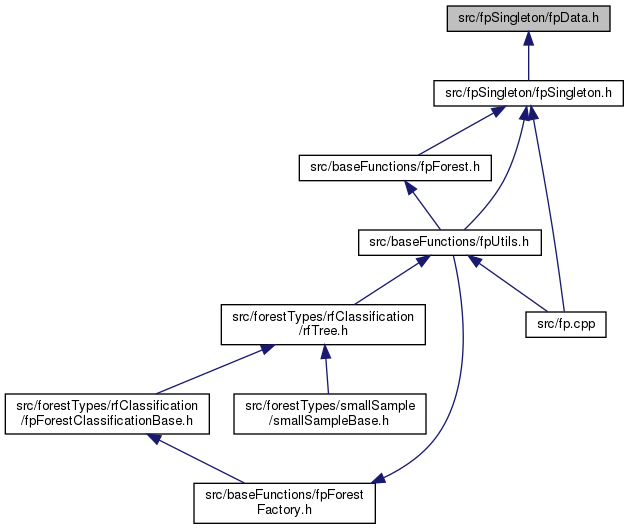 src/fpSingleton/fpData.h
src/fpSingleton/fpSingleton.h
src/baseFunctions/fpForest.h
src/baseFunctions/fpUtils.h
src/forestTypes/rfClassification
/rfTree.h
src/fp.cpp
src/forestTypes/rfClassification
/fpForestClassificationBase.h
src/forestTypes/smallSample
/smallSampleBase.h
src/baseFunctions/fpForest
Factory.h